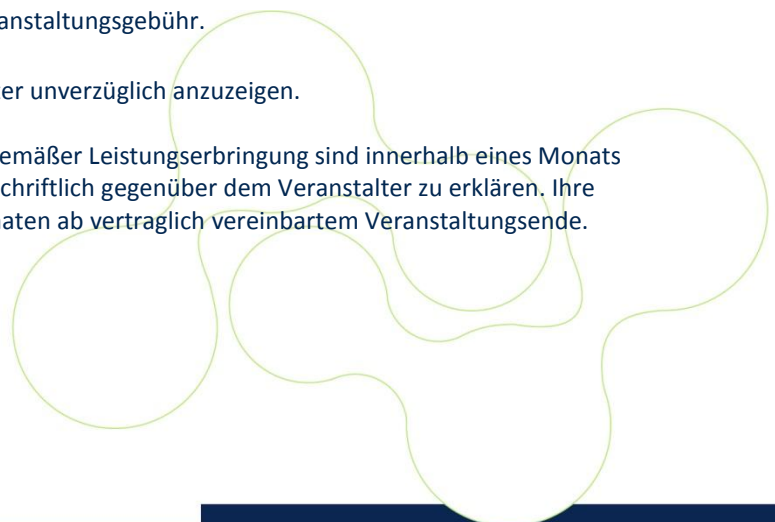 anstaltungsgebühr.
er unverzüglich anzuzeigen.
emäßer Leistungserbringung sind innerhalb eines Monats
chriftlich gegenüber dem Veranstalter zu erklären. Ihre
naten ab vertraglich vereinbartem Veranstaltungsende.